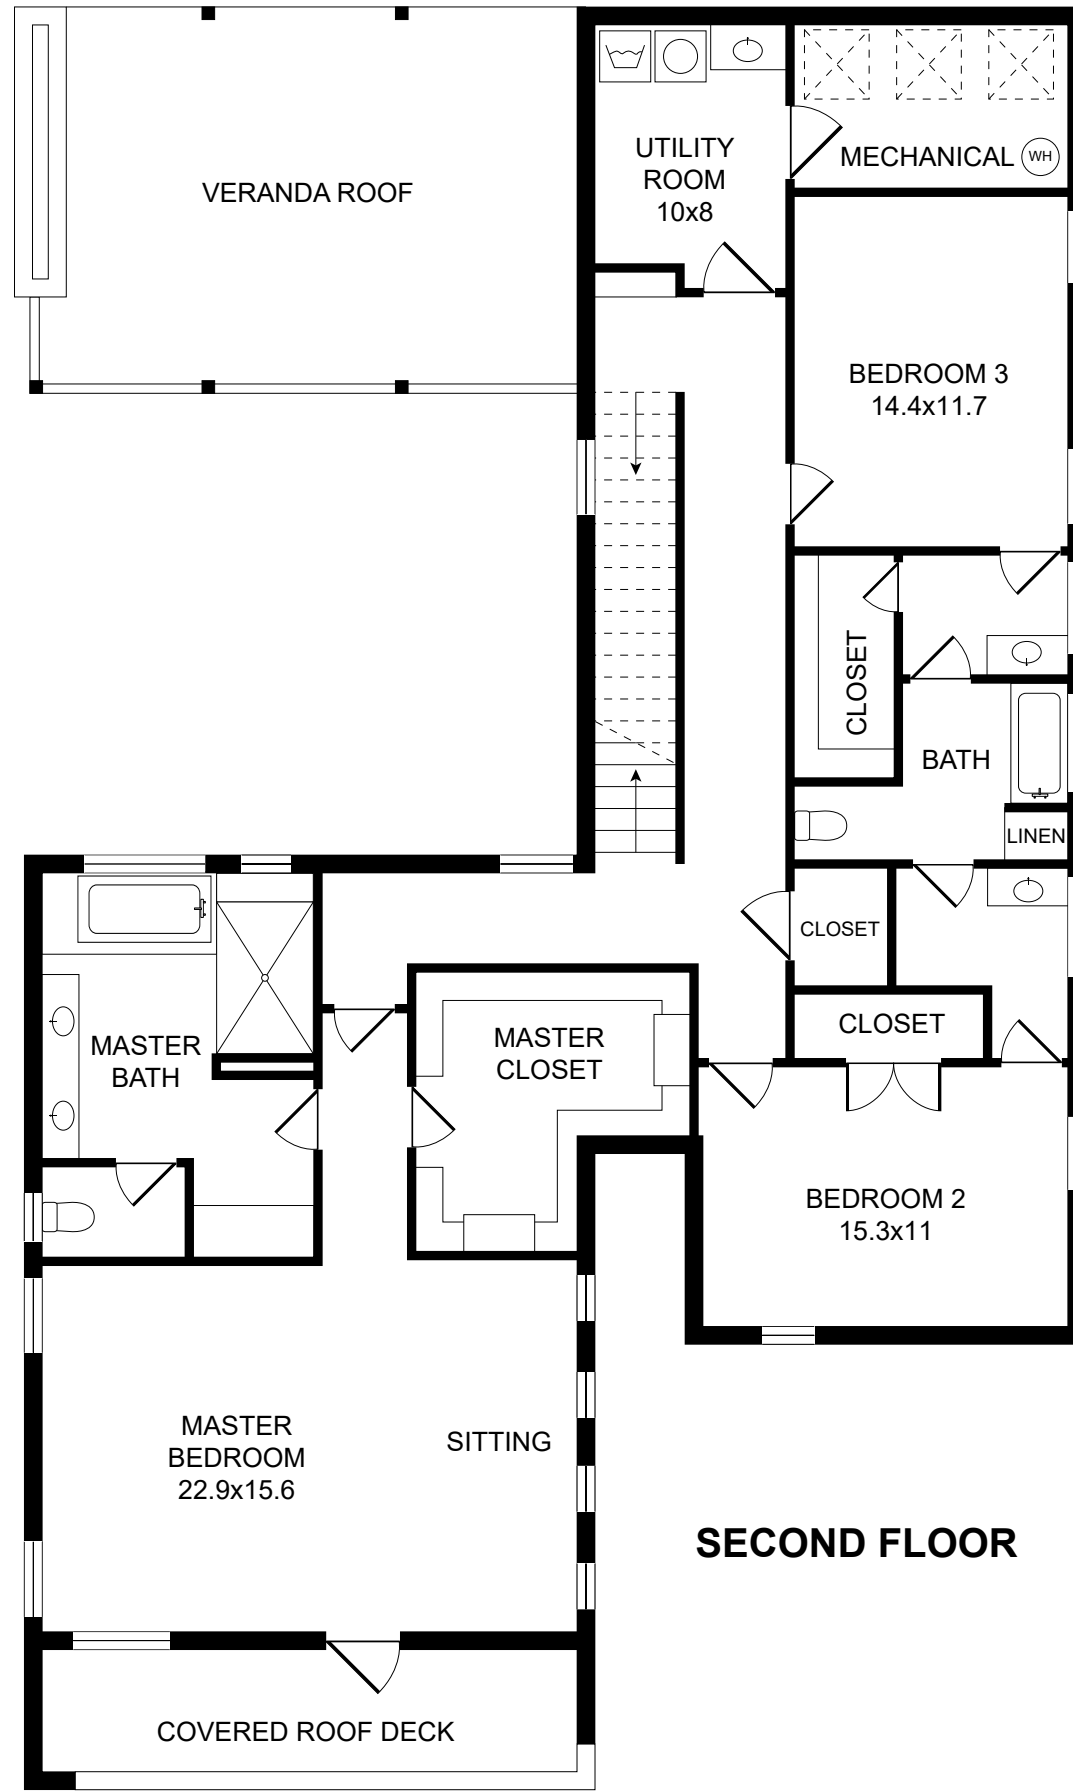 VERANDA ROOF
UTILITY
ROOM
10x8
MECHANICAL
WH
BEDROOM 3
14.4x11.7
CLOSET
BATH
LINEN
CLOSET
CLOSET
MASTER
BATH
MASTER
CLOSET
BEDROOM 2
15.3x11
MASTER
BEDROOM
22.9x15.6
SITTING
SECOND FLOOR
COVERED ROOF DECK